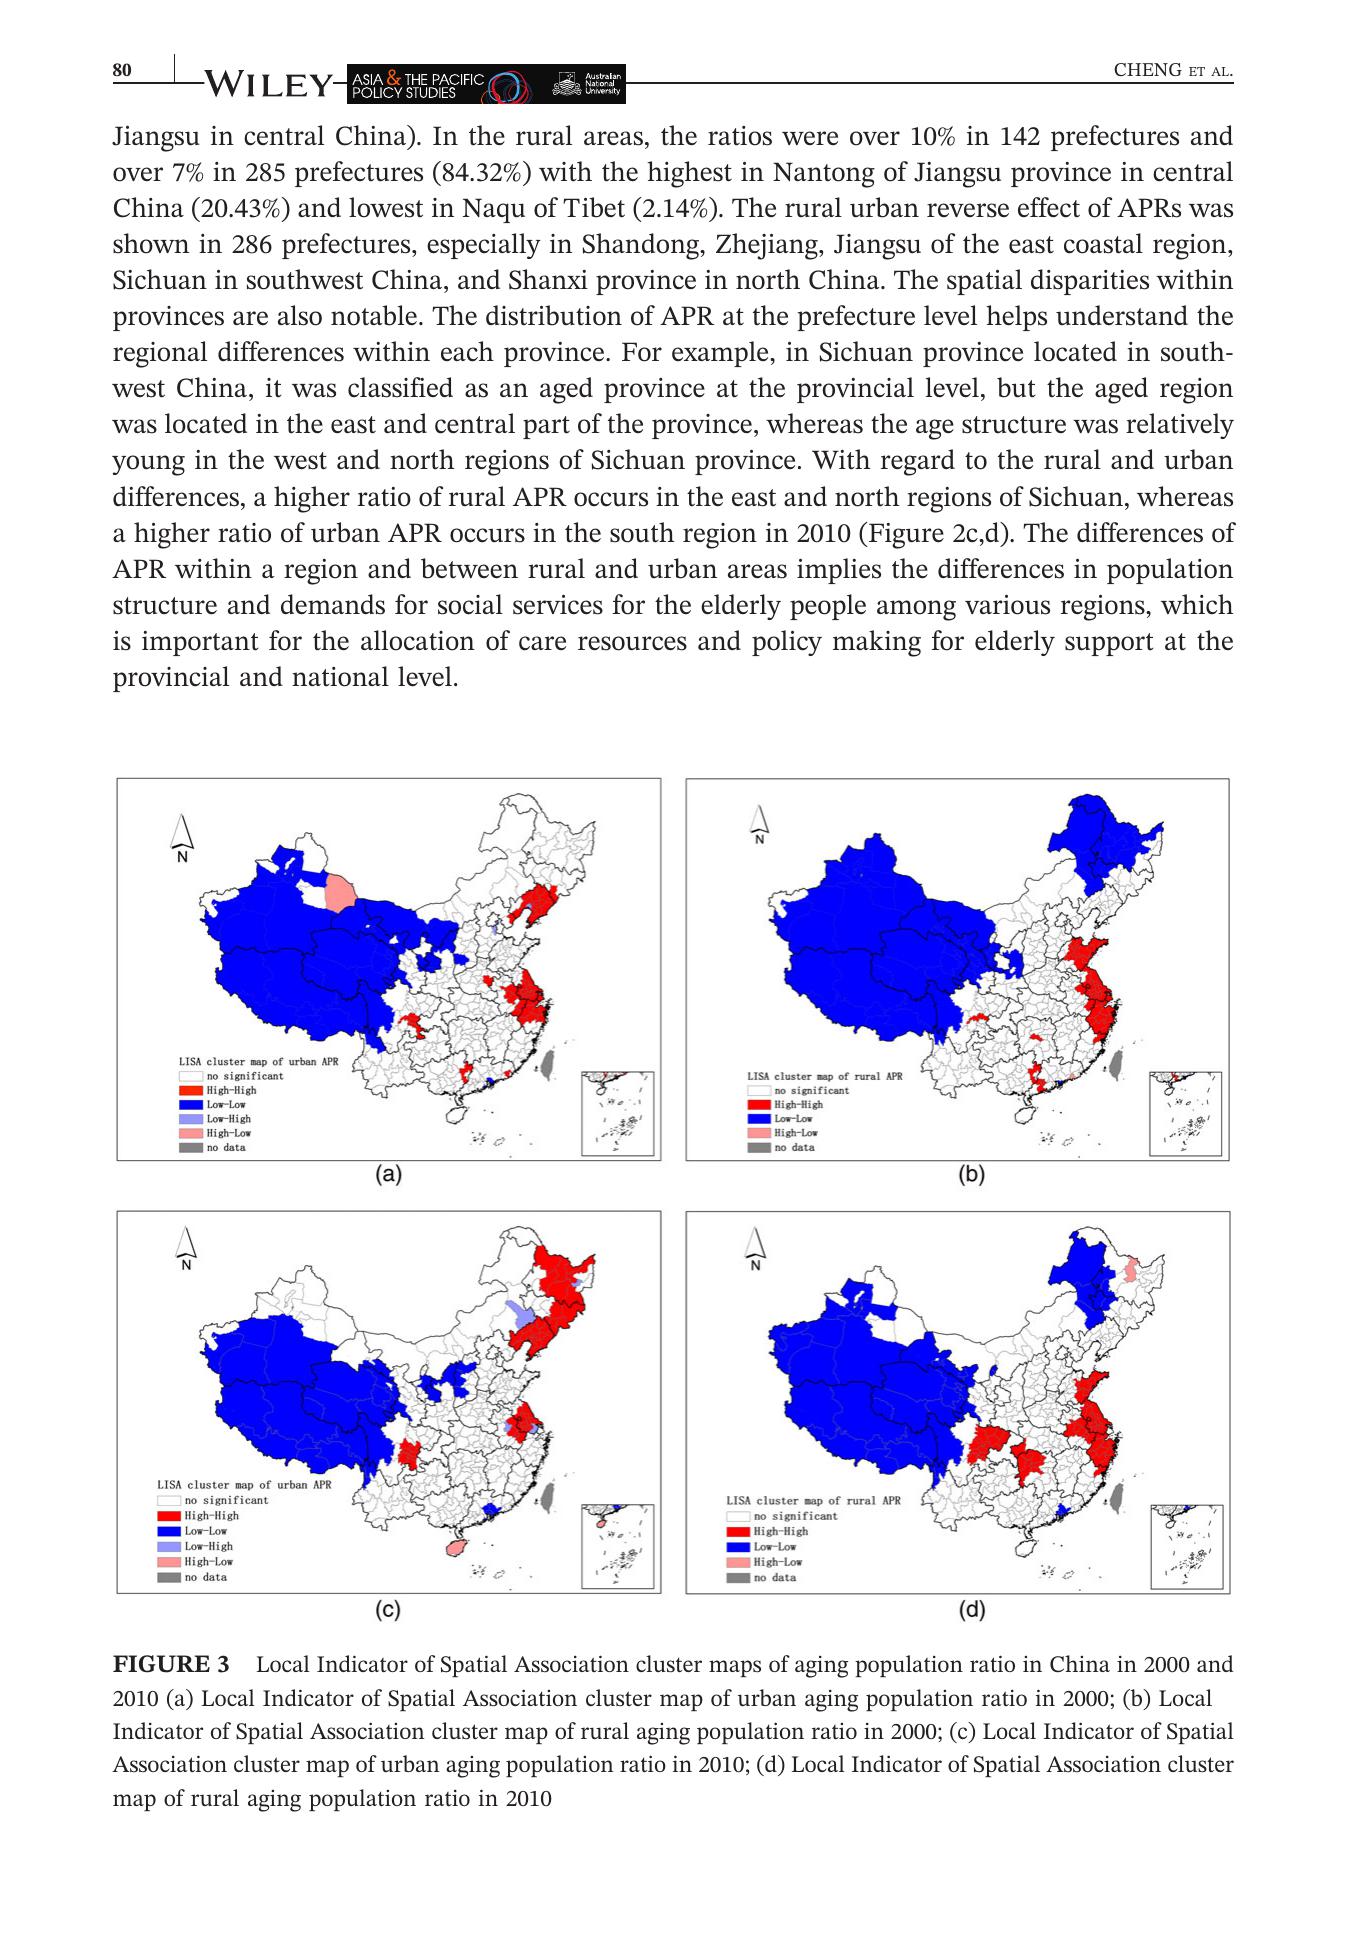 80
WILEY
ASIA & THE PACIFIC
POLICY STUDIES
Australian
National
University
CHENG ET AL.
Jiangsu in central China). In the rural areas, the ratios were over 10% in 142 prefectures and
over 7% in 285 prefectures (84.32%) with the highest in Nantong of Jiangsu province in central
China (20.43%) and lowest in Naqu of Tibet (2.14%). The rural urban reverse effect of APRs was
shown in 286 prefectures, especially in Shandong, Zhejiang, Jiangsu of the east coastal region,
Sichuan in southwest China, and Shanxi province in north China. The spatial disparities within
provinces are also notable. The distribution of APR at the prefecture level helps understand the
regional differences within each province. For example, in Sichuan province located in south-
west China, it was classified as an aged province at the provincial level, but the aged region
was located in the east and central part of the province, whereas the age structure was relatively
young in the west and north regions of Sichuan province. With regard to the rural and urban
differences, a higher ratio of rural APR occurs in the east and north regions of Sichuan, whereas
a higher ratio of urban APR occurs in the south region in 2010 (Figure 2c,d). The differences of
APR within a region and between rural and urban areas implies the differences in population
structure and demands for social services for the elderly people among various regions, which
is important for the allocation of care resources and policy making for elderly support at the
provincial and national level.
N
LISA cluster map of urban APR
no significant
High-High
Low-Low
Low-High
High-Low
no data
(a)
N
LISA cluster map of rural APR
no significant
High-High
Low-Low
High-Low
no data
(b)
N
LISA cluster map of urban APR
no significant
High-High
Low-Low
Low-High
High-Low
no data
(c)
N
LISA cluster map of rural APR
no significant
High-High
Low-Low
High-Low
no data
(d)
FIGURE 3 Local Indicator of Spatial Association cluster maps of aging population ratio in China in 2000 and
2010 (a) Local Indicator of Spatial Association cluster map of urban aging population ratio in 2000; (b) Local
Indicator of Spatial Association cluster map of rural aging population ratio in 2000; (c) Local Indicator of Spatial
Association cluster map of urban aging population ratio in 2010; (d) Local Indicator of Spatial Association cluster
map of rural aging population ratio in 2010